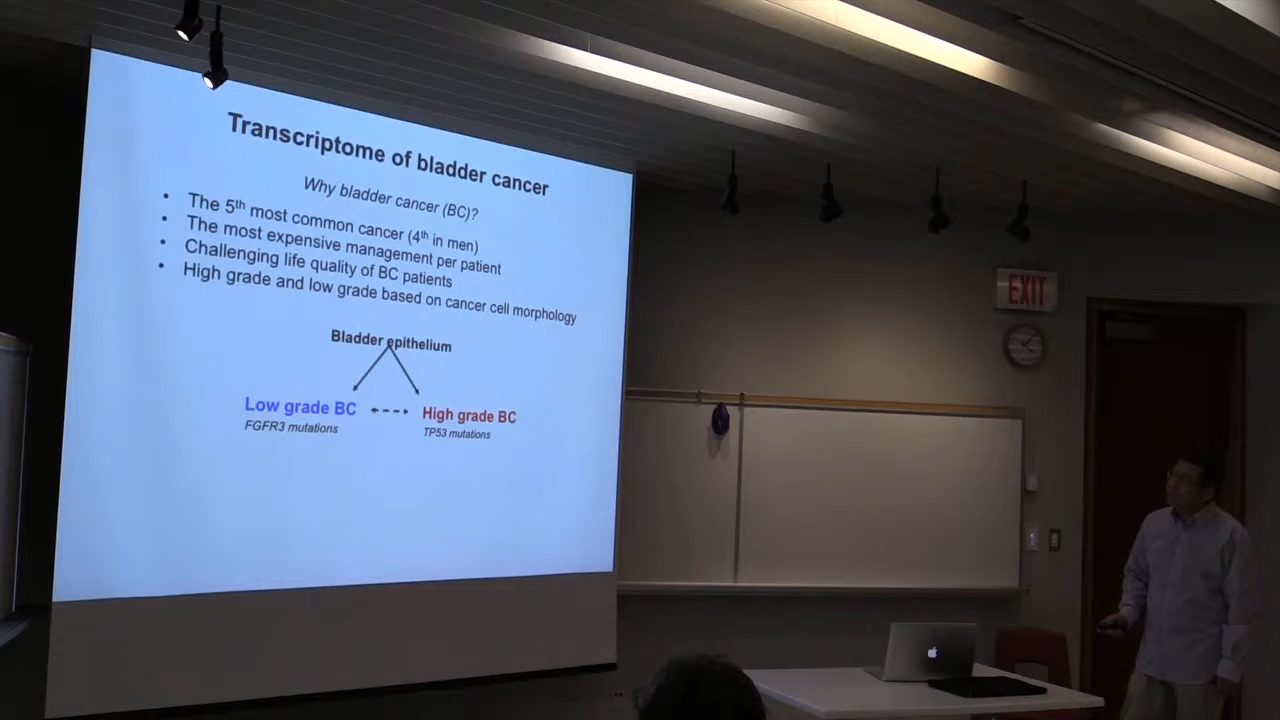 Transcriptome of bladder cancer
Why bladder cancer (BC)?
• The 5th most common cancer (4th in men)
• The most expensive management per patient
• Challenging life quality of BC patients
• High grade and low grade based on cancer cell morphology
Bladder epithelium
Low grade BC
High grade BC
FGFR3 mutations
TP53 mutations
EXIT